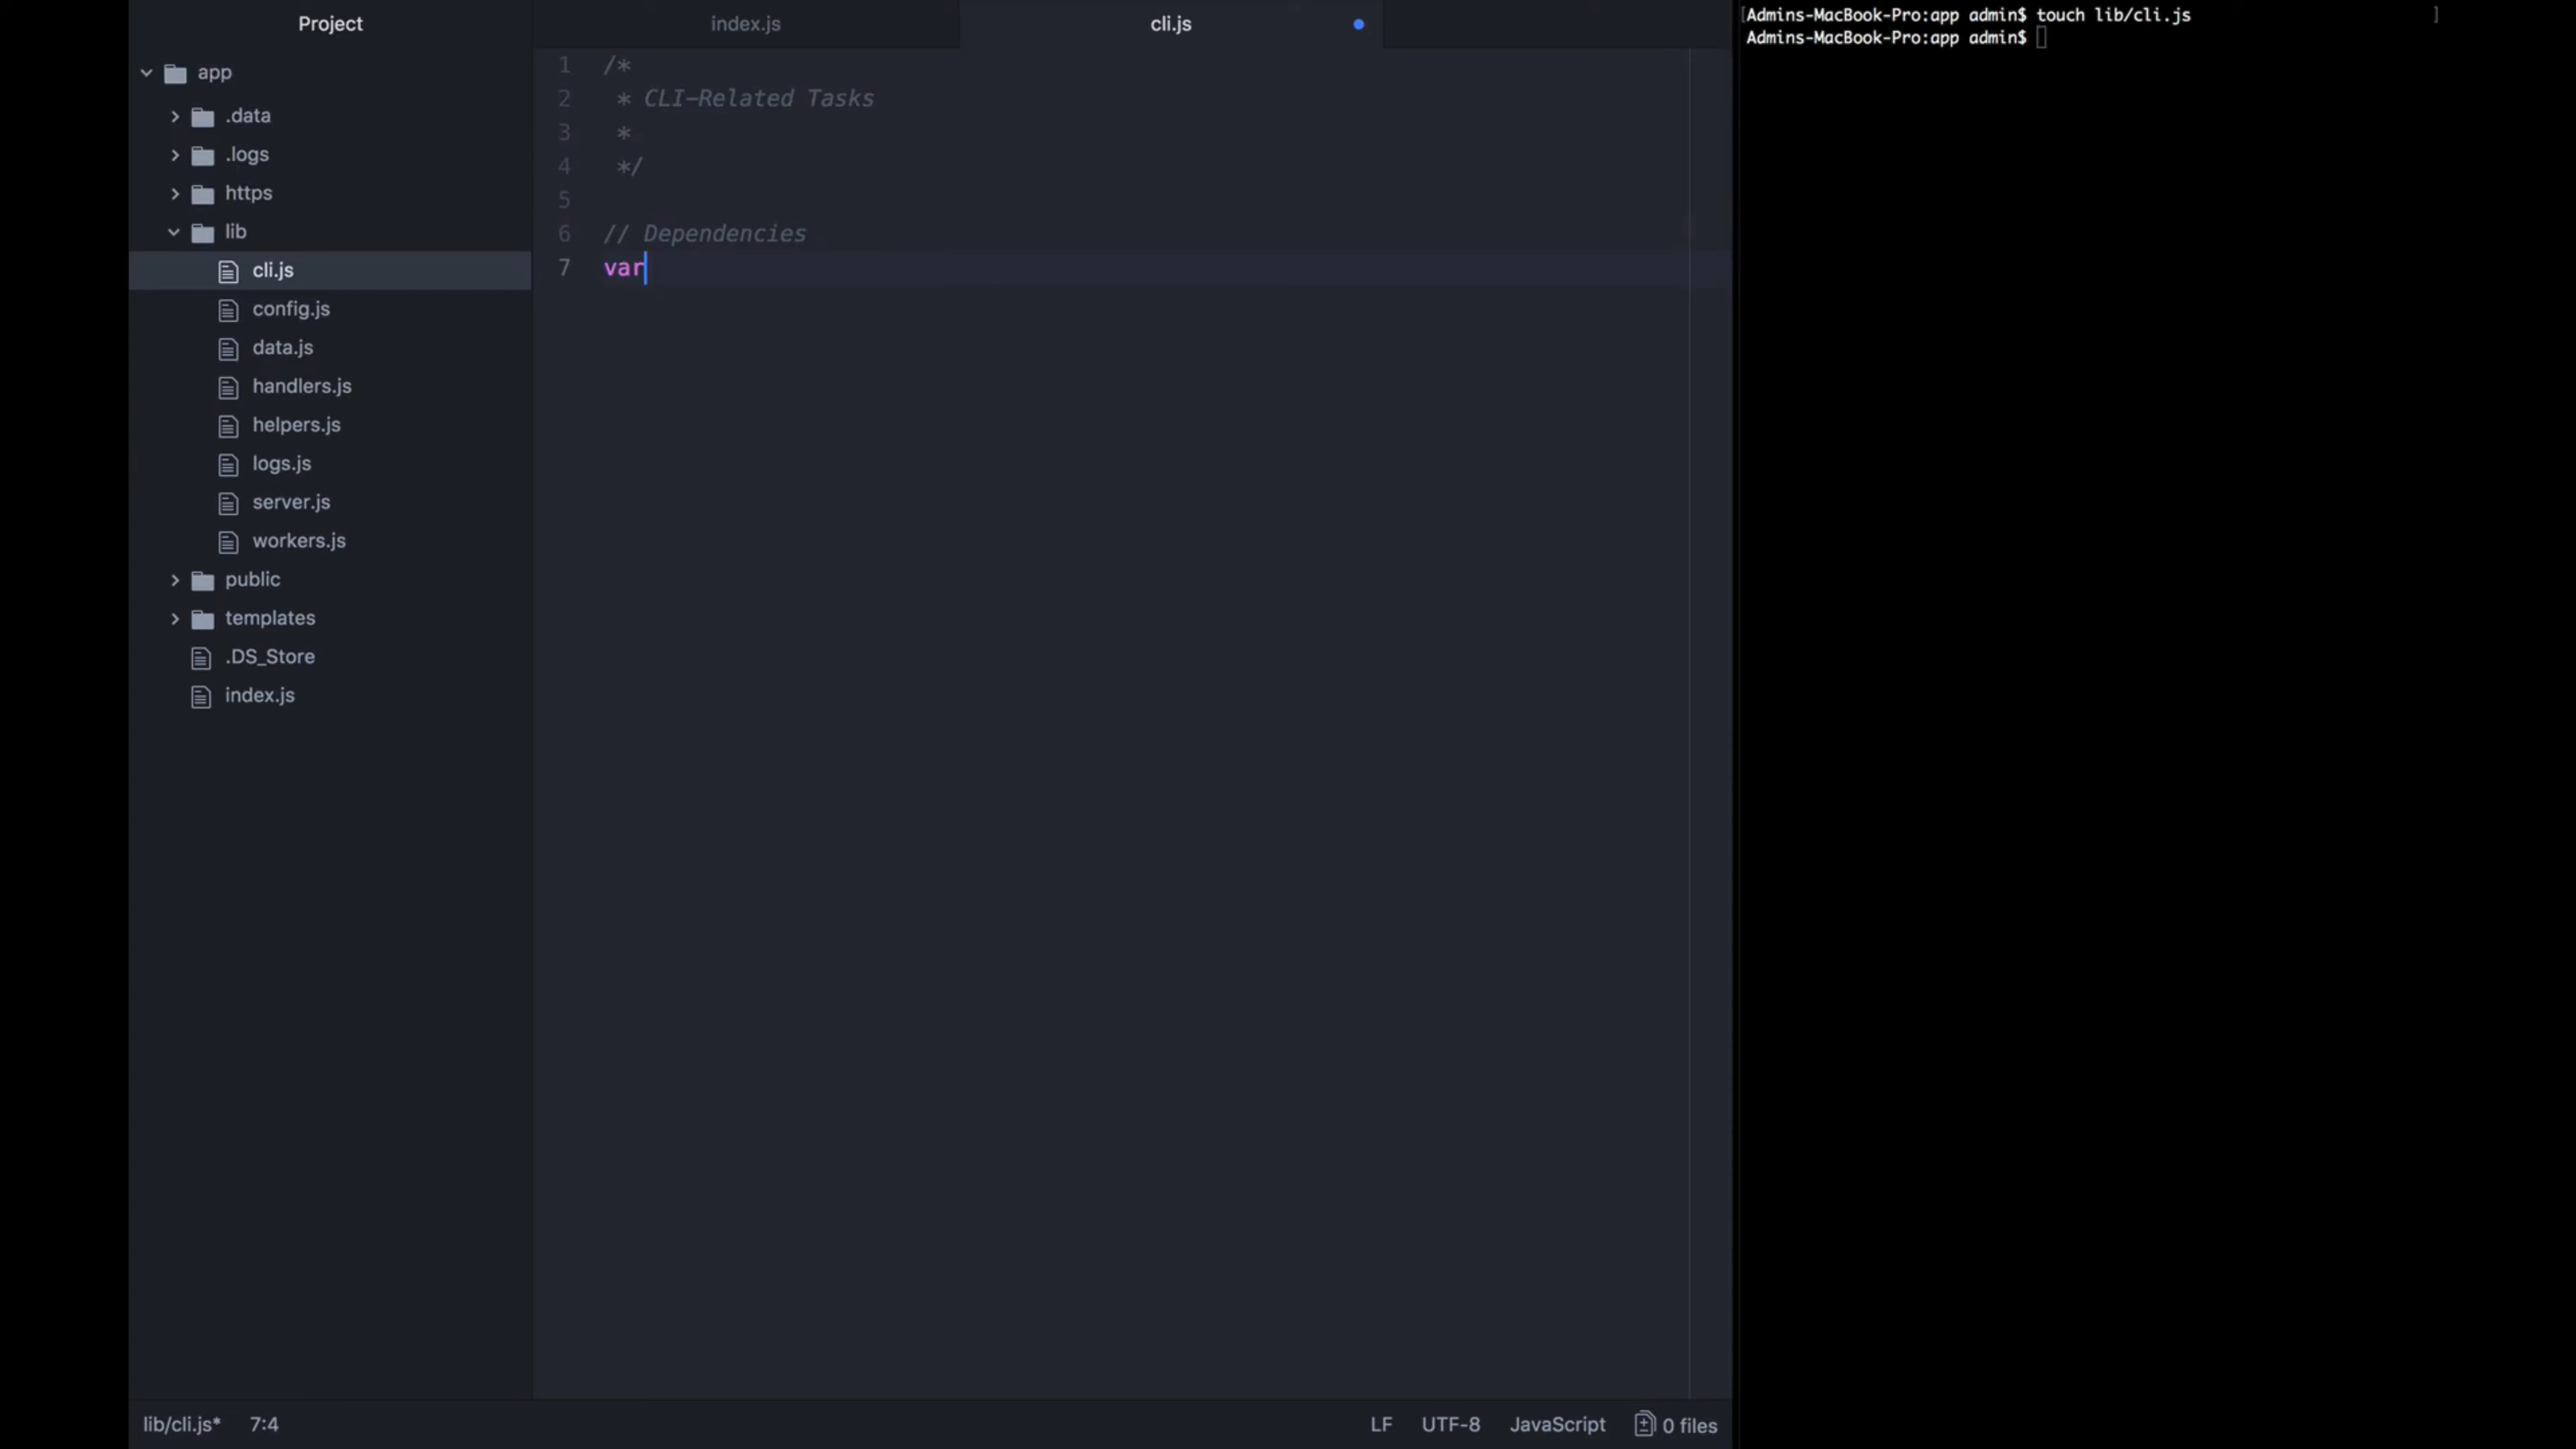 Project
app
.data
.logs
https
lib
cli.js
config.js
data.js
handlers.js
helpers.js
logs.js
server.js
workers.js
public
templates
.DS_Store
index.js
index.js
cli.js
1 /*
2 * CLI-Related Tasks
3 *
4 */
5
6 // Dependencies
7 var
lib/cli.js* 7:4
LF UTF-8 JavaScript 0 files
[Admins-MacBook-Pro:app admin$ touch lib/cli.js ]
Admins-MacBook-Pro:app admin$